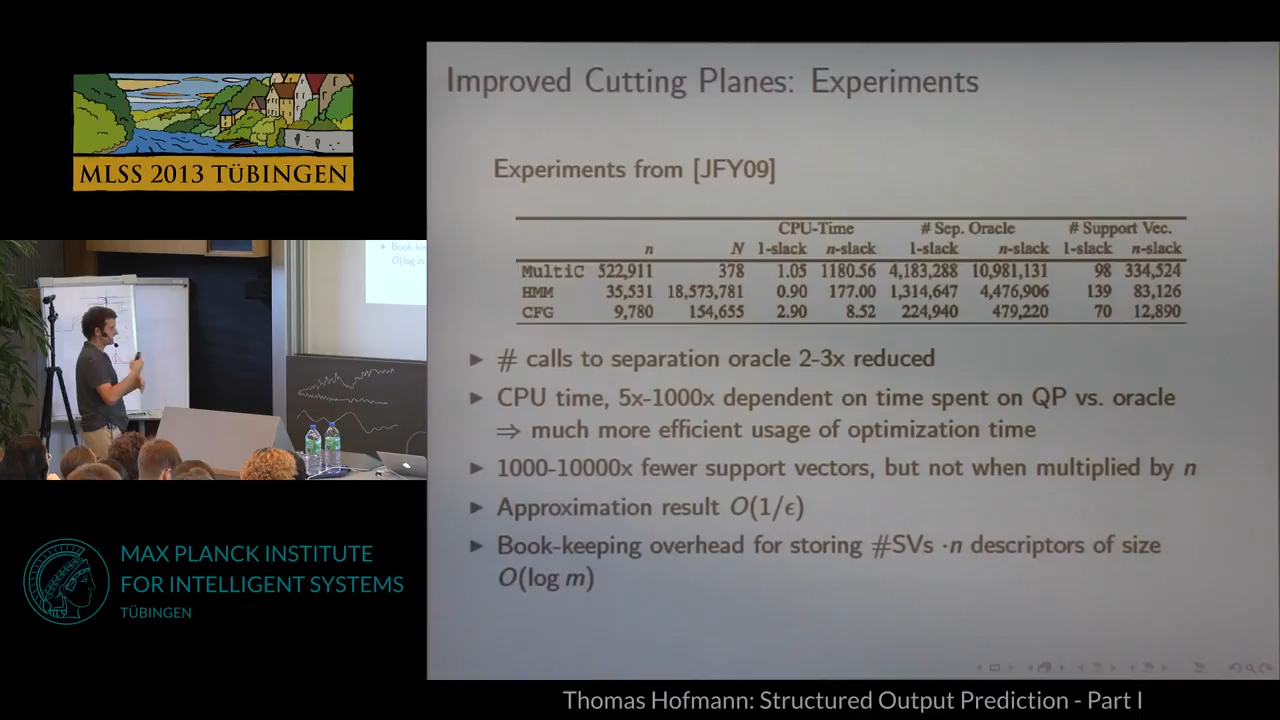 MLSS 2013 TÜBINGEN
Improved Cutting Planes: Experiments
Experiments from [JFY09]
CPU-Time # Sep. Oracle # Support Vec.
n N 1-slack n-slack 1-slack n-slack 1-slack n-slack
MultiC 522,911 378 1.05 1180.56 4,183,288 10,981,131 98 334,524
HMM 35,531 18,573,781 0.90 177.00 1,314,647 4,476,906 139 83,126
CFG 9,780 154,655 2.90 8.52 224,940 479,220 70 12,890
▶ # calls to separation oracle 2-3x reduced
▶ CPU time, 5x-1000x dependent on time spent on QP vs. oracle
⇒ much more efficient usage of optimization time
▶ 1000-10000x fewer support vectors, but not when multiplied by n
▶ Approximation result O(1/ϵ)
▶ Book-keeping overhead for storing #SVs ·n descriptors of size
O(log m)
▶ Book-ke
O(log m
MAX PLANCK INSTITUTE
FOR INTELLIGENT SYSTEMS
TÜBINGEN
Thomas Hofmann: Structured Output Prediction - Part I